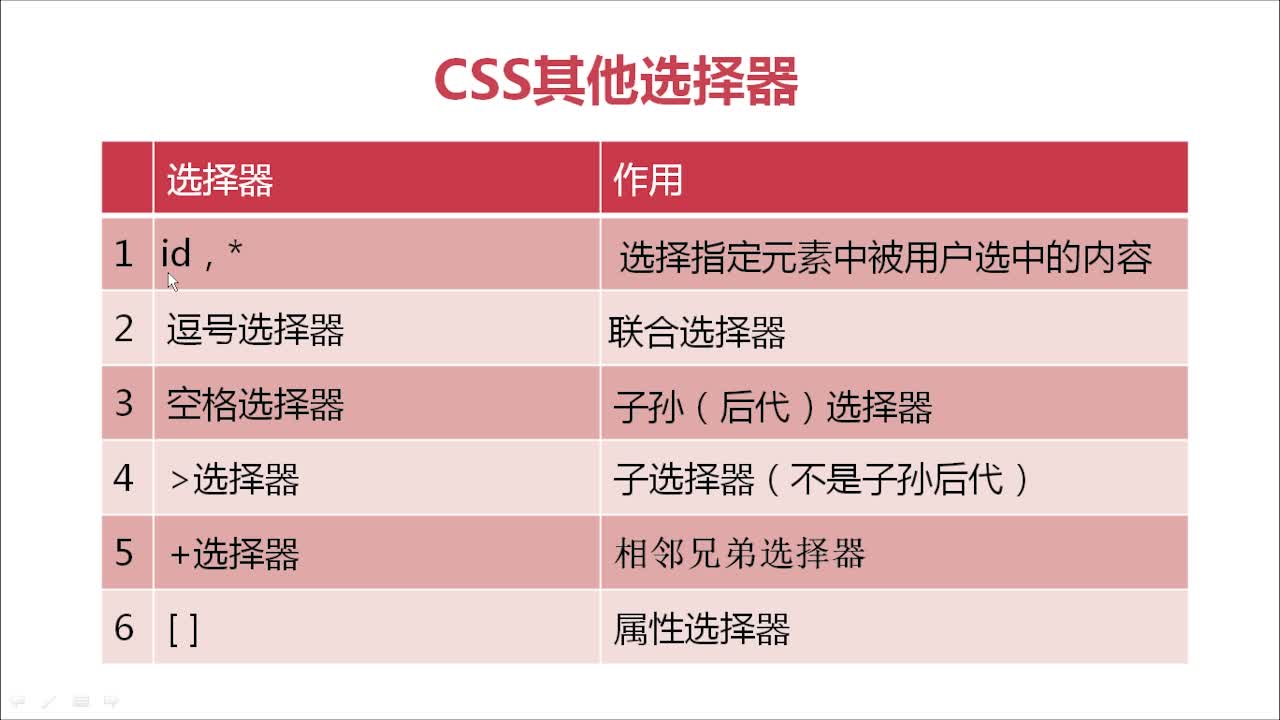 CSS其他选择器
选择器 作用
1 id，* 选择指定元素中被用户选中的内容
2 逗号选择器 联合选择器
3 空格选择器 子孙（后代）选择器
4 >选择器 子选择器（不是子孙后代）
5 +选择器 相邻兄弟选择器
6 [ ] 属性选择器